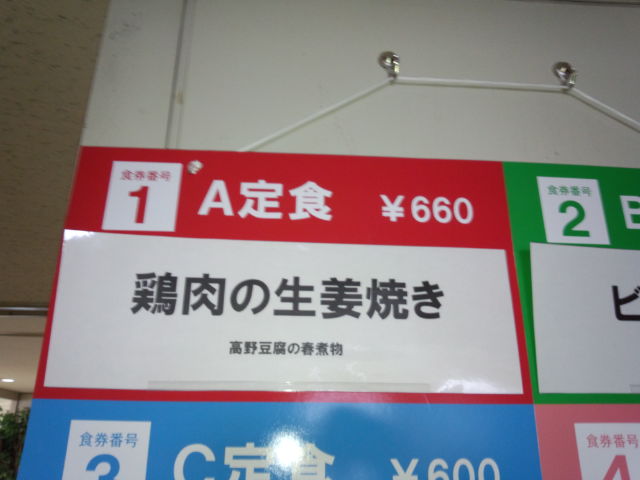 食券番号
1
A定食 ¥660
鶏肉の生姜焼き
高野豆腐の春煮物
食券番号
2
B
ビ
食券番号
3
C定食 ¥600
食券番号
4